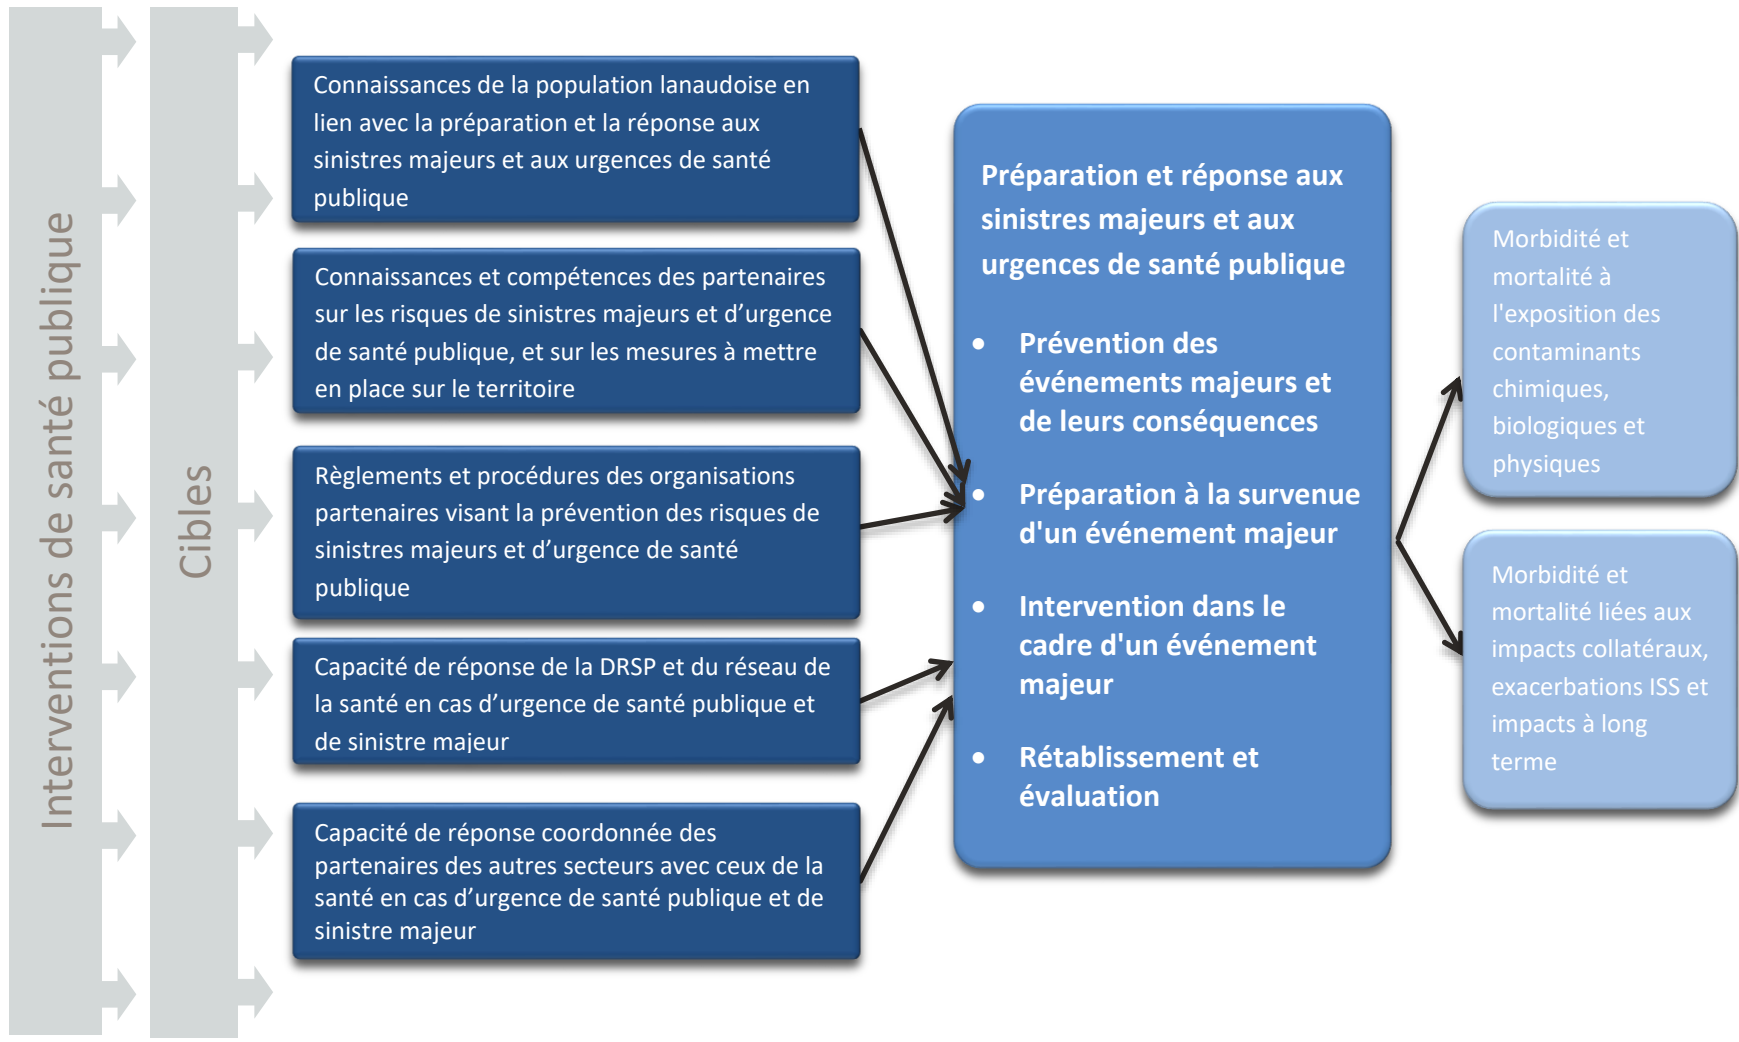 Interventions de santé publique
Cibles
Connaissances de la population lanaudoise en
lien avec la préparation et la réponse aux
sinistres majeurs et aux urgences de santé
publique
Connaissances et compétences des partenaires
sur les risques de sinistres majeurs et d’urgence
de santé publique, et sur les mesures à mettre
en place sur le territoire
Règlements et procédures des organisations
partenaires visant la prévention des risques de
sinistres majeurs et d’urgence de santé
publique
Capacité de réponse de la DRSP et du réseau de
la santé en cas d’urgence de santé publique et
de sinistre majeur
Capacité de réponse coordonnée des
partenaires des autres secteurs avec ceux de la
santé en cas d’urgence de santé publique et de
sinistre majeur
Préparation et réponse aux
sinistres majeurs et aux
urgences de santé publique
• Prévention des
événements majeurs et
de leurs conséquences
• Préparation à la survenue
d'un événement majeur
• Intervention dans le
cadre d'un événement
majeur
• Rétablissement et
évaluation
Morbidité et
mortalité à
l'exposition des
contaminants
chimiques,
biologiques et
physiques
Morbidité et
mortalité liées aux
impacts collatéraux,
exacerbations ISS et
impacts à long
terme